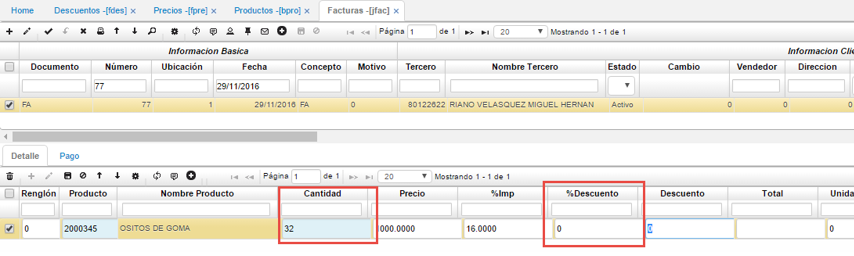 Home Descuentos -[fdes] × Precios -[fpre] × Productos -[bpro] × Facturas -[jfac] ×
Página 1 de 1 20 Mostrando 1 - 1 de 1
Informacion Basica Informacion Clie
Documento Número Ubicación Fecha Concepto Motivo Tercero Nombre Tercero Estado Cambio Vendedor Direccion
77 29/11/2016
FA 77 1 29/11/2016 FA 0 80122622 RIANO VELASQUEZ MIGUEL HERNAN Activo 0 0 0
Detalle Pago
Página 1 de 1 20 Mostrando 1 - 1 de 1
Renglón Producto Nombre Producto Cantidad Precio %Imp %Descuento Descuento Total Unida
0 2000345 OSITOS DE GOMA 32 1000.0000 16.0000 0 0 0